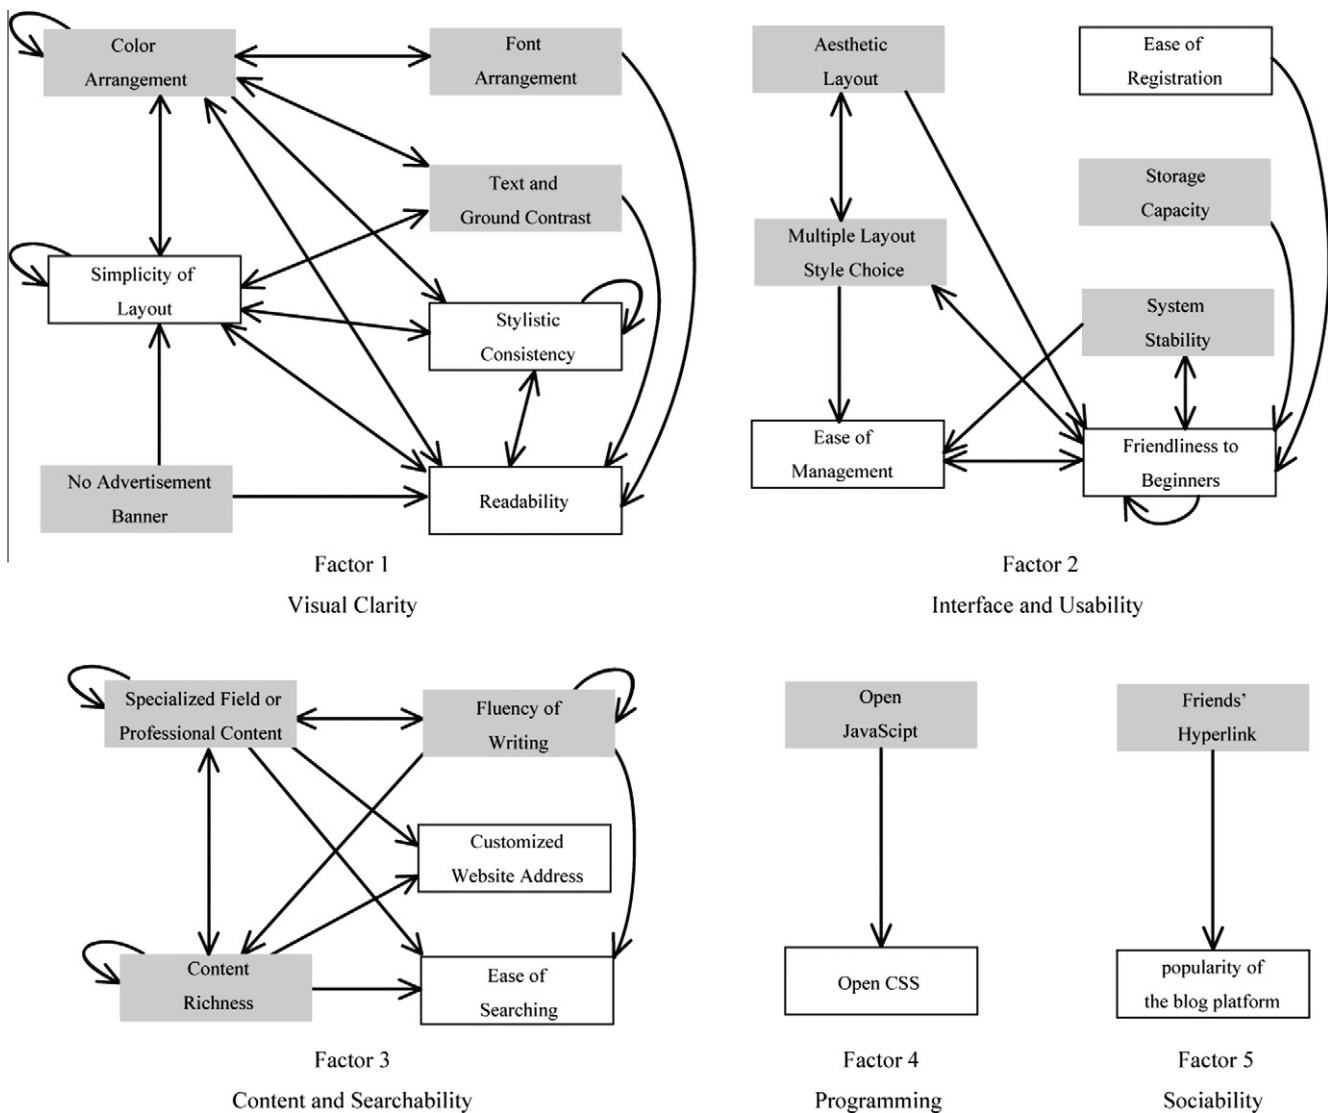 Color
Arrangement
Font
Arrangement
Text and
Ground Contrast
Simplicity of
Layout
Stylistic
Consistency
No Advertisement
Banner
Readability
Factor 1
Visual Clarity
Aesthetic
Layout
Ease of
Registration
Storage
Capacity
Multiple Layout
Style Choice
System
Stability
Ease of
Management
Friendliness to
Beginners
Factor 2
Interface and Usability
Specialized Field or
Professional Content
Fluency of
Writing
Customized
Website Address
Content
Richness
Ease of
Searching
Factor 3
Content and Searchability
Open
JavaScipt
Open CSS
Factor 4
Programming
Friends'
Hyperlink
popularity of
the blog platform
Factor 5
Sociability